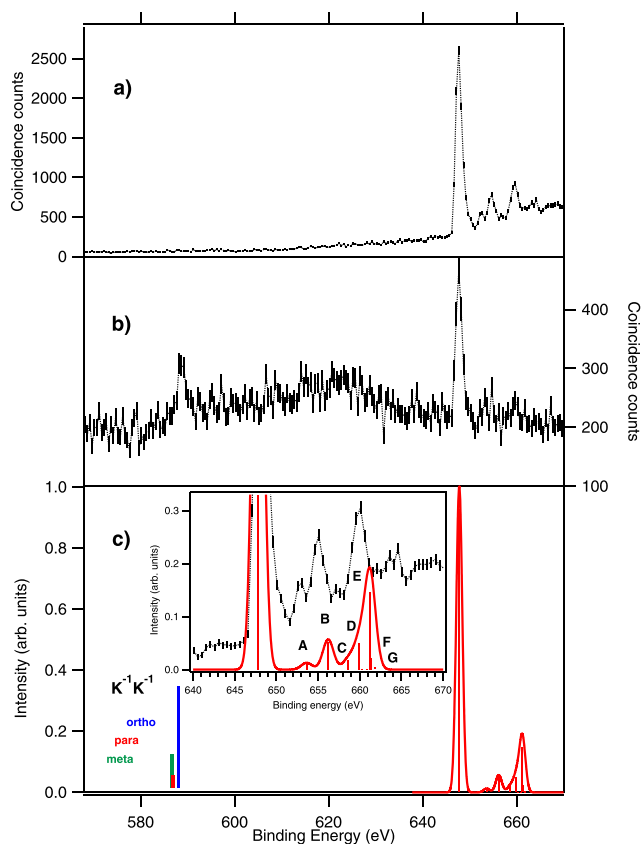 2500
2000
1500
1000
500
0
Coincidence counts
a)
400
300
200
100
Coincidence counts
b)
1.0
0.8
0.6
0.4
0.2
0.0
Intensity (arb. units)
c)
K⁻¹K⁻¹
ortho
para
meta
0.3
0.2
0.1
0.0
Intensity (arb. units)
A
B
C
D
E
F
G
640
645
650
655
660
665
670
Binding energy (eV)
580
600
620
640
660
Binding Energy (eV)